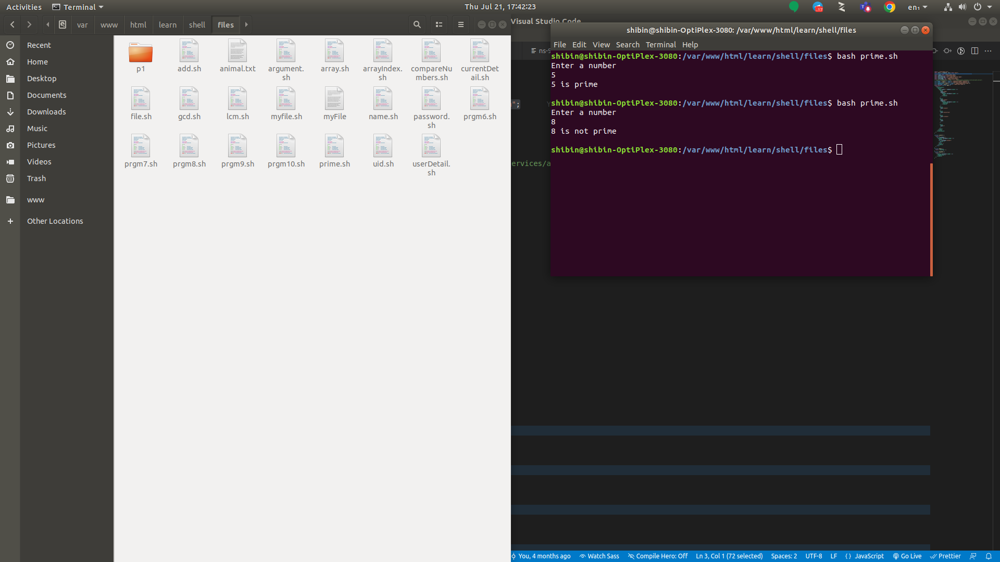 Activities Terminal Thu Jul 21, 17:42:23 17 en₁
var www html learn shell files
Visual Studio Code
Recent
Home
Desktop
Documents
Downloads
Music
Pictures
Videos
Trash
www
Other Locations
p1 add.sh animal.txt argument. array.sh arrayIndex. compareNu currentDet
sh sh mbers.sh ail.sh
file.sh gcd.sh lcm.sh myfile.sh myFile name.sh password. prgm6.sh
sh
prgm7.sh prgm8.sh prgm9.sh prgm10.sh prime.sh uid.sh userDetail.
sh
shibin@shibin-OptiPlex-3080: /var/www/html/learn/shell/files
File Edit View Search Terminal Help
shibin@shibin-OptiPlex-3080:/var/www/html/learn/shell/files$ bash prime.sh
Enter a number
5
5 is prime
shibin@shibin-OptiPlex-3080:/var/www/html/learn/shell/files$ bash prime.sh
Enter a number
8
8 is not prime
shibin@shibin-OptiPlex-3080:/var/www/html/learn/shell/files$
ns-9
";
ervices/a
You, 4 months ago Watch Sass Compile Hero: Off Ln 3, Col 1 (72 selected) Spaces: 2 UTF-8 LF {} JavaScript Go Live Prettier